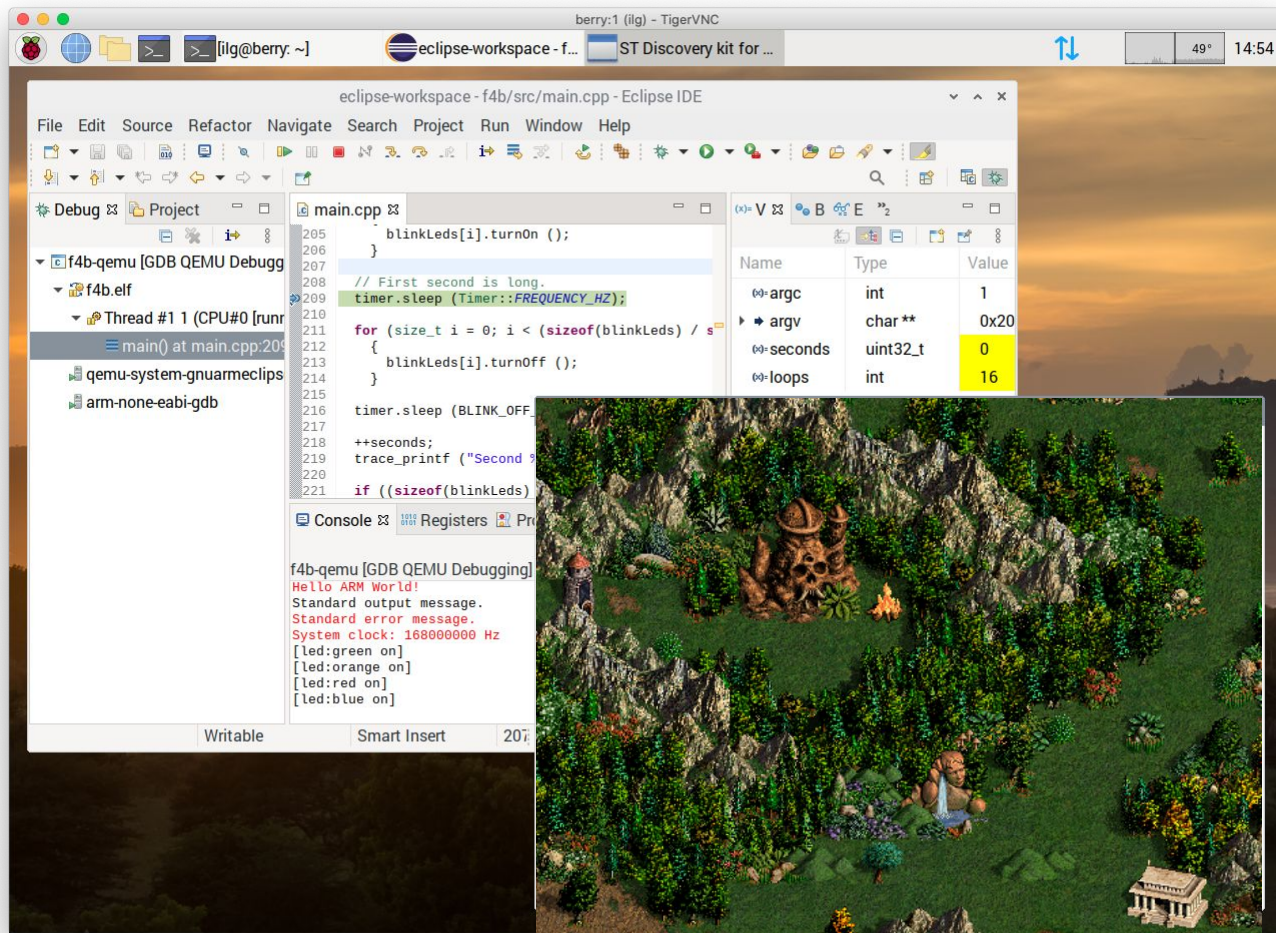 berry:1 (ilg) - TigerVNC
[ilg@berry: ~]
eclipse-workspace - f...
ST Discovery kit for ...
49°
14:54
eclipse-workspace - f4b/src/main.cpp - Eclipse IDE
File Edit Source Refactor Navigate Search Project Run Window Help
Debug Project
main.cpp
(x)= V B E "2
f4b-qemu [GDB QEMU Debugg
f4b.elf
Thread #1 1 (CPU#0 [runr
main() at main.cpp:209
qemu-system-gnuarmeclips
arm-none-eabi-gdb
205 blinkLeds[i].turnOn ();
206 }
207
208 // First second is long.
209 timer.sleep (Timer::FREQUENCY_HZ);
210
211 for (size_t i = 0; i < (sizeof(blinkLeds) / s
212 {
213 blinkLeds[i].turnOff ();
214 }
215
216 timer.sleep (BLINK_OFF_
217
218 ++seconds;
219 trace_printf ("Second %
220
221 if ((sizeof(blinkLeds)
Name Type Value
(x)= argc int 1
argv char ** 0x20
(x)= seconds uint32_t 0
(x)= loops int 16
Console Registers Pr
f4b-qemu [GDB QEMU Debugging]
Hello ARM World!
Standard output message.
Standard error message.
System clock: 168000000 Hz
[led:green on]
[led:orange on]
[led:red on]
[led:blue on]
Writable Smart Insert 207